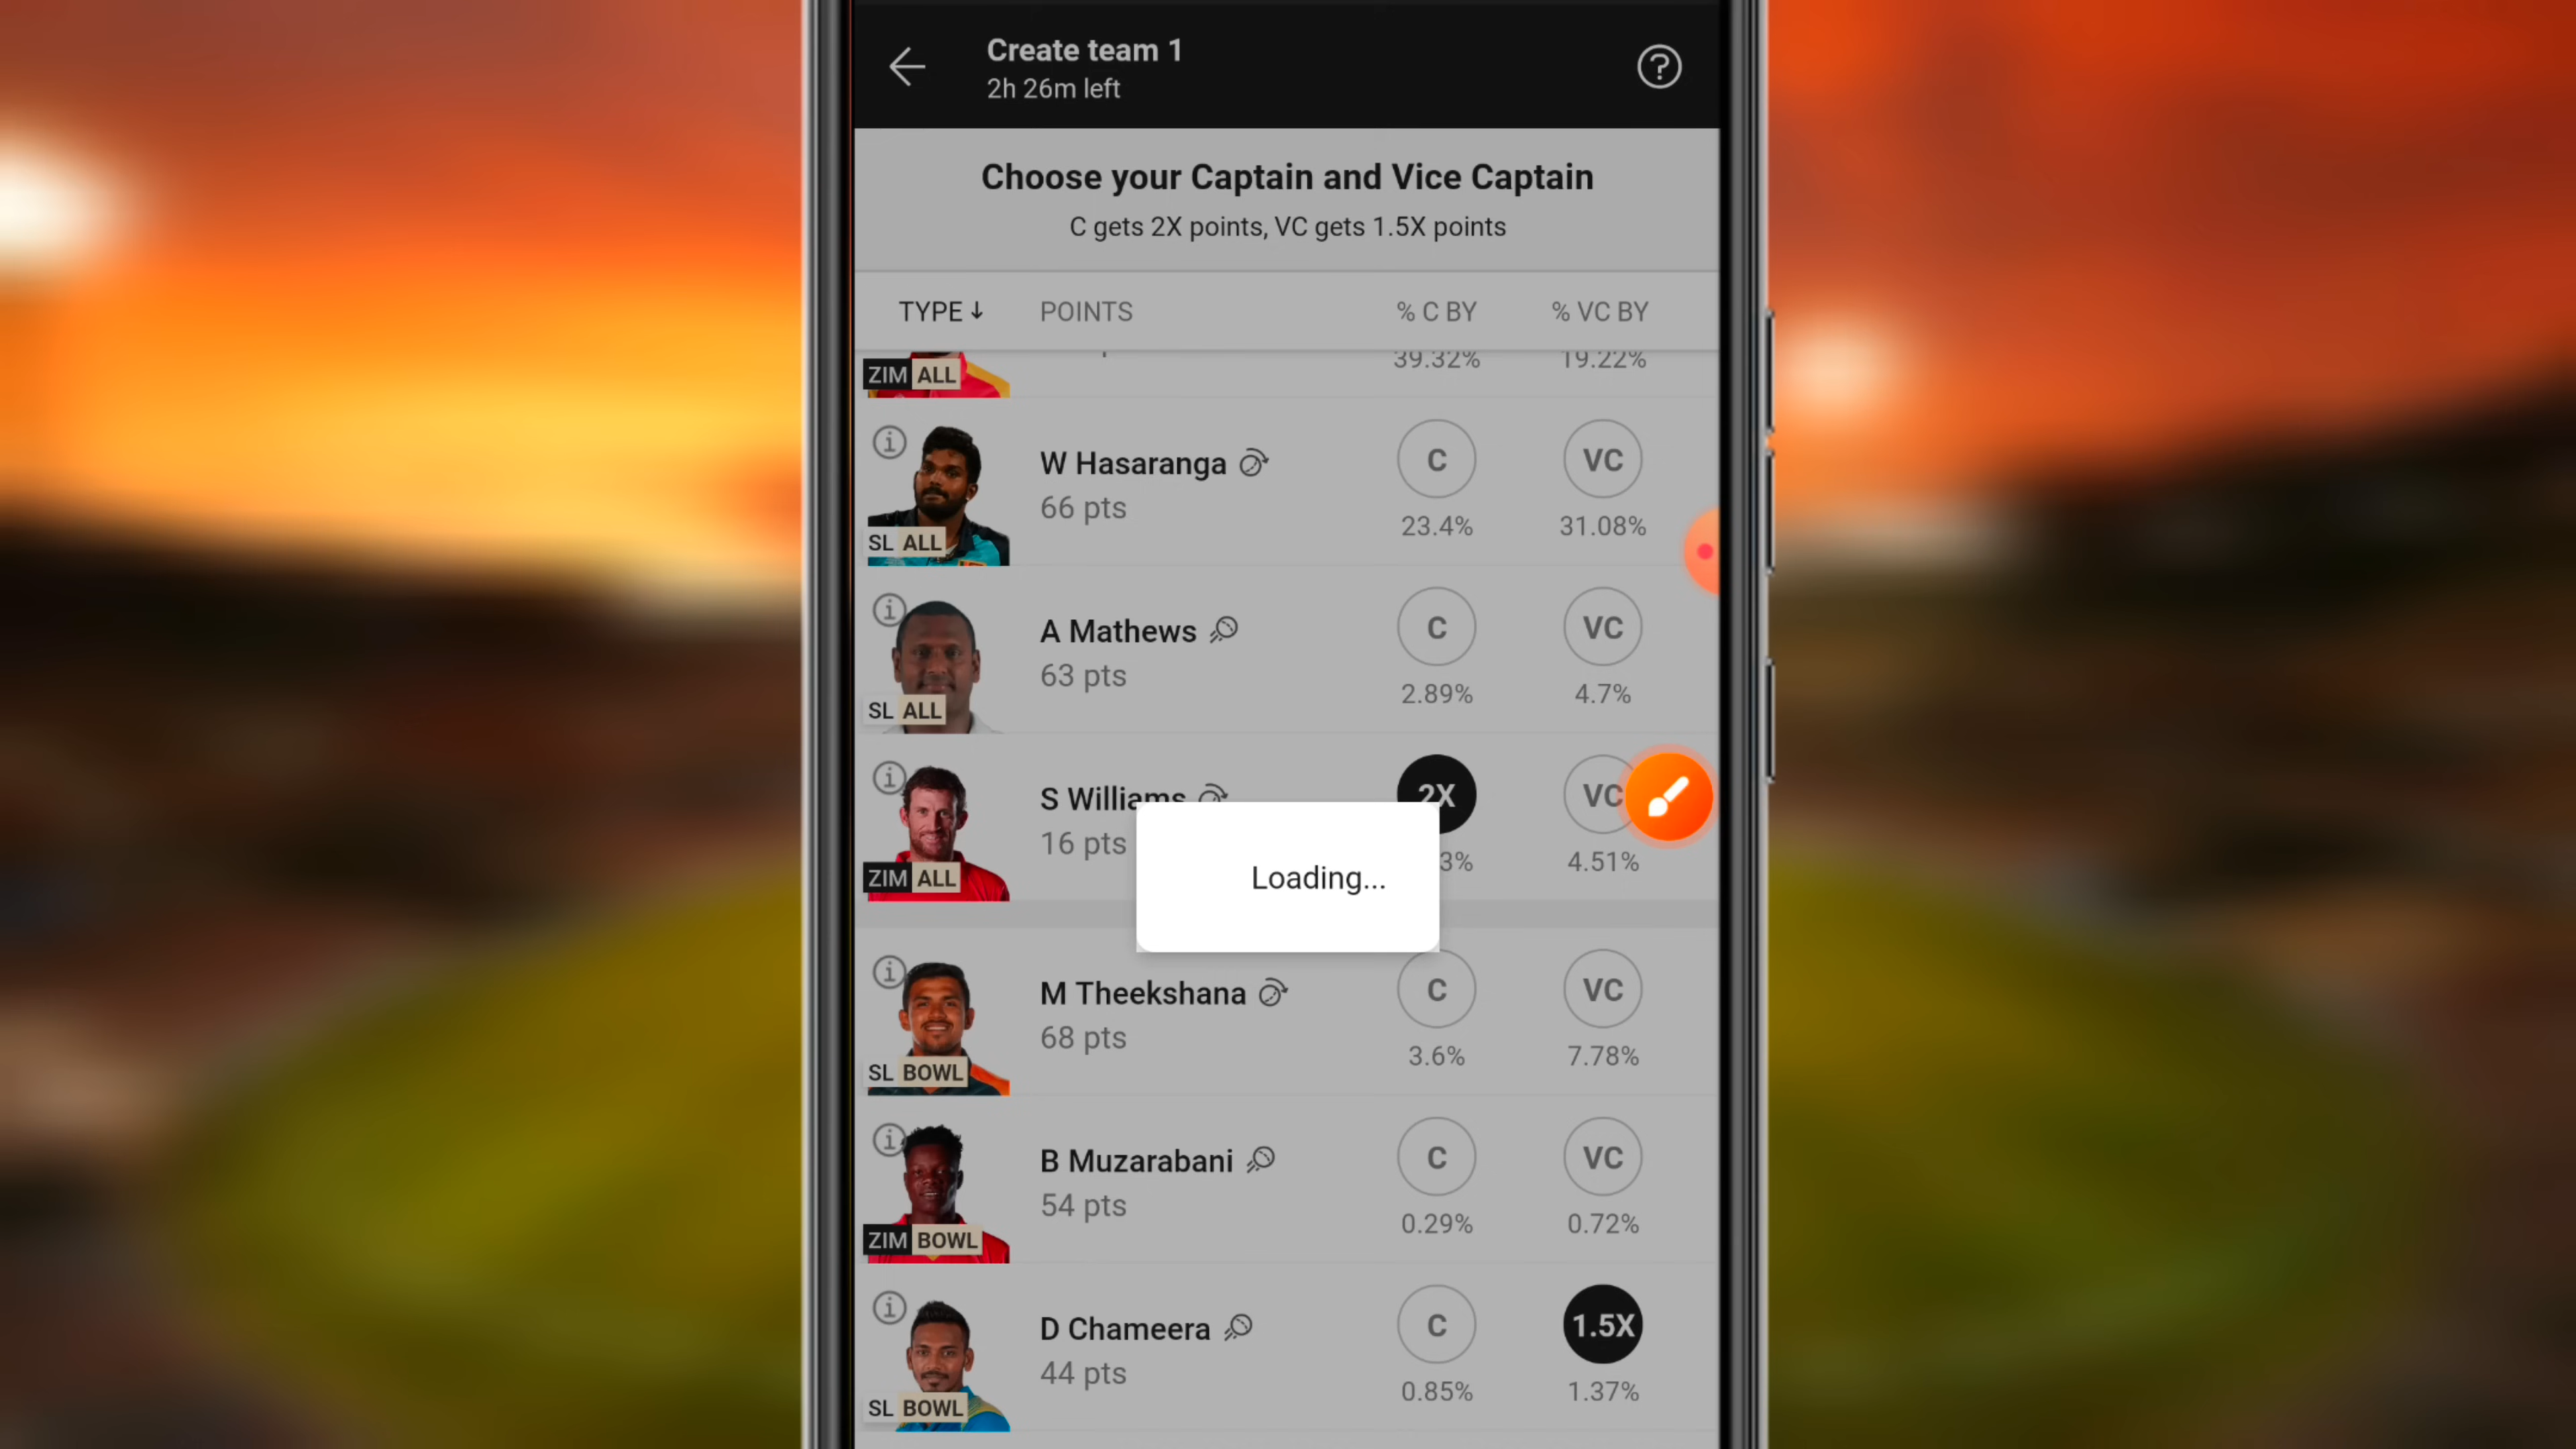 Create team 1
2h 26m left
Choose your Captain and Vice Captain
C gets 2X points, VC gets 1.5X points
TYPE↓ POINTS % C BY % VC BY
ZIM ALL 39.32% 19.22%
W Hasaranga C VC
66 pts
SL ALL 23.4% 31.08%
A Mathews C VC
63 pts
SL ALL 2.89% 4.7%
S Williams 2X VC
16 pts
ZIM ALL 3% 4.51%
Loading...
M Theekshana C VC
68 pts
SL BOWL 3.6% 7.78%
B Muzarabani C VC
54 pts
ZIM BOWL 0.29% 0.72%
D Chameera C 1.5X
44 pts
SL BOWL 0.85% 1.37%